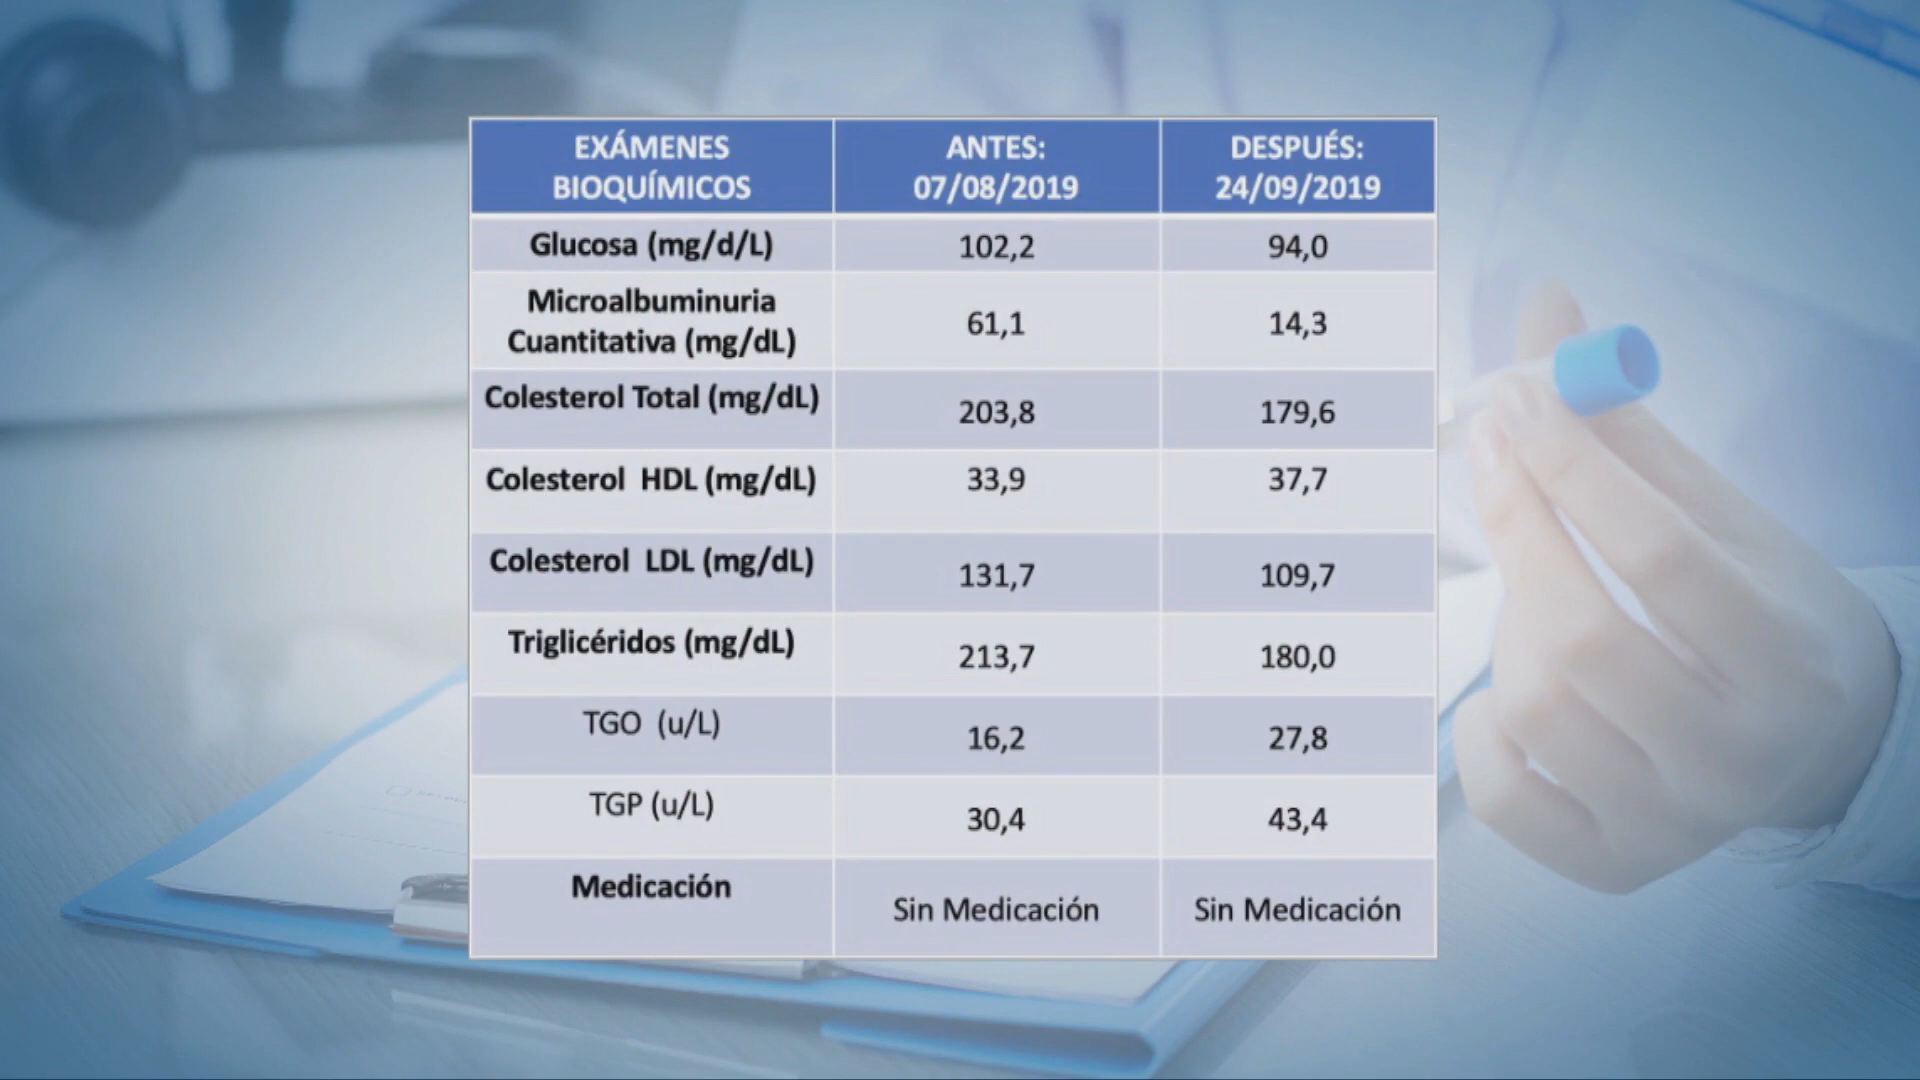 EXÁMENES
BIOQUÍMICOS
ANTES:
07/08/2019
DESPUÉS:
24/09/2019
Glucosa (mg/d/L)
102,2
94,0
Microalbuminuria
Cuantitativa (mg/dL)
61,1
14,3
Colesterol Total (mg/dL)
203,8
179,6
Colesterol HDL (mg/dL)
33,9
37,7
Colesterol LDL (mg/dL)
131,7
109,7
Triglicéridos (mg/dL)
213,7
180,0
TGO (u/L)
16,2
27,8
TGP (u/L)
30,4
43,4
Medicación
Sin Medicación
Sin Medicación